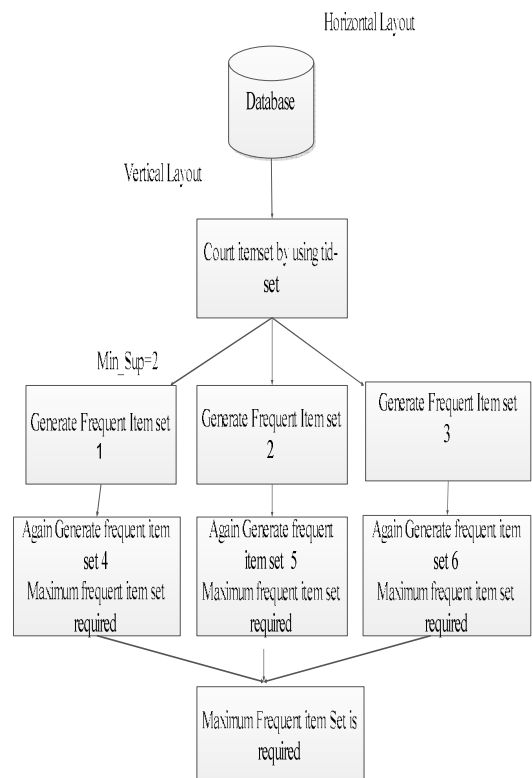 Horizontal Layout
Database
Vertical Layout
Count itemset by using tid-
set
Min_Sup=2
Generate Frequent Item set
1
Generate Frequent Item set
2
Generate Frequent Item set
3
Again Generate frequent item
set 4
Maximum frequent item set
required
Again Generate frequent
item set 5
Maximum frequent item set
required
Again Generate frequent item
set 6
Maximum frequent item set
required
Maximum Frequent item Set is
required